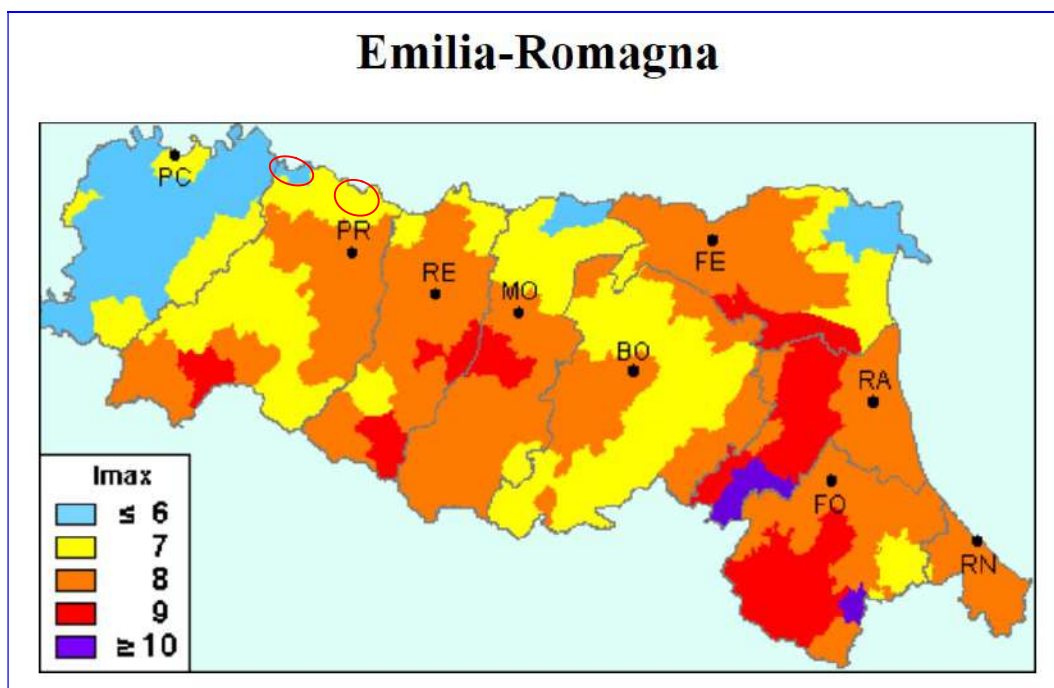 Emilia-Romagna
PC
PR
RE
MO
FE
BO
RA
FO
RN
Imax
≤ 6
7
8
9
≥ 10